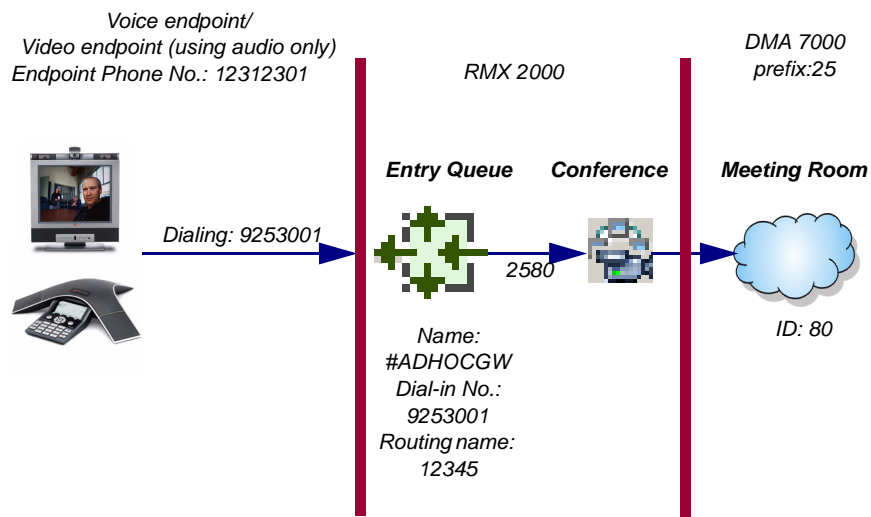 Voice endpoint/
Video endpoint (using audio only)
Endpoint Phone No.: 12312301
RMX 2000
DMA 7000
prefix:25
Entry Queue
Conference
Meeting Room
Dialing: 9253001
2580
Name:
#ADHOCGW
Dial-in No.:
9253001
Routing name:
12345
ID: 80